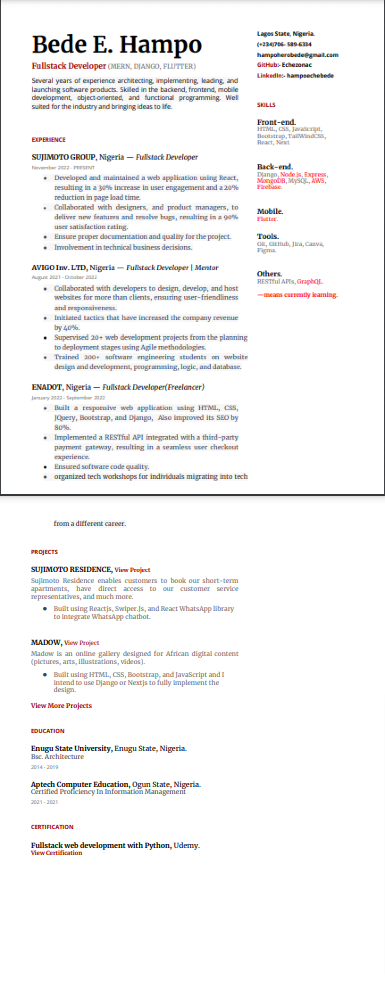 Bede E. Hampo
Fullstack Developer (MERN, DJANGO, FLUTTER)
Several years of experience architecting, implementing, leading, and
launching software products. Skilled in the backend, frontend, mobile
development, object-oriented, and functional programming. Well
suited for the industry and bringing ideas to life.
Lagos State, Nigeria.
(+234)706- 589-6334
hampoherobede@gmail.com
GitHub:- Echezonac
LinkedIn:- hampoechebede
SKILLS
Front-end.
HTML, CSS, JavaScript,
Bootstrap, TailWindCSS,
React, Next
Back-end.
Django, Node.js, Express,
MongoDB, MySQL, AWS,
Firebase.
Mobile.
Flutter.
Tools.
Git, GitHub, Jira, Canva,
Figma.
Others.
RESTful APIs, GraphQL
—means currently learning.
EXPERIENCE
SUJIMOTO GROUP, Nigeria — Fullstack Developer
November 2022 - PRESENT
● Developed and maintained a web application using React,
resulting in a 30% increase in user engagement and a 20%
reduction in page load time.
● Collaborated with designers, and product managers, to
deliver new features and resolve bugs, resulting in a 90%
user satisfaction rating.
● Ensure proper documentation and quality for the project.
● Involvement in technical business decisions.
AVIGO Inv. LTD, Nigeria — Fullstack Developer | Mentor
August 2021 - October 2022
● Collaborated with developers to design, develop, and host
websites for more than clients, ensuring user-friendliness
and responsiveness.
● Initiated tactics that have increased the company revenue
by 40%.
● Supervised 20+ web development projects from the planning
to deployment stages using Agile methodologies.
● Trained 200+ software engineering students on website
design and development, programming, logic, and database.
ENADOT, Nigeria — Fullstack Developer(Freelancer)
January 2022 - September 2022
● Built a responsive web application using HTML, CSS,
JQuery, Bootstrap, and Django, Also improved its SEO by
80%.
● Implemented a RESTful API integrated with a third-party
payment gateway, resulting in a seamless user checkout
experience.
● Ensured software code quality.
● organized tech workshops for individuals migrating into tech
from a different career.
PROJECTS
SUJIMOTO RESIDENCE, View Project
Sujimoto Residence enables customers to book our short-term
apartments, have direct access to our customer service
representatives, and much more.
● Built using Reactjs, Swiper.js, and React WhatsApp library
to integrate WhatsApp chatbot.
MADOW, View Project
Madow is an online gallery designed for African digital content
(pictures, arts, illustrations, videos).
● Built using HTML, CSS, Bootstrap, and JavaScript and I
intend to use Django or Nextjs to fully implement the
design.
View More Projects
EDUCATION
Enugu State University, Enugu State, Nigeria.
Bsc. Architecture
2014 - 2019
Aptech Computer Education, Ogun State, Nigeria.
Certified Proficiency In Information Management
2021 - 2021
CERTIFICATION
Fullstack web development with Python, Udemy.
View Certification